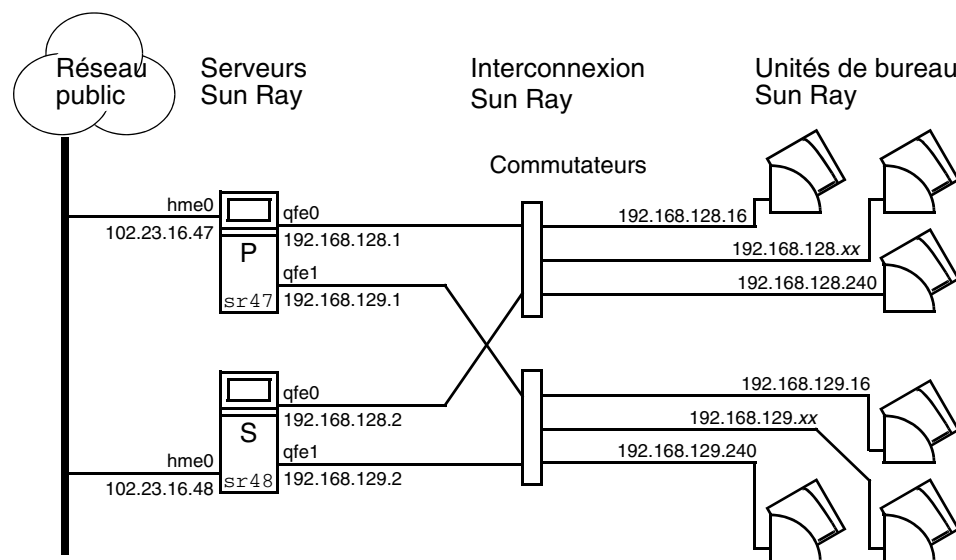 Réseau
public
Serveurs
Sun Ray
Interconnexion
Sun Ray
Unités de bureau
Sun Ray
Commutateurs
hme0
102.23.16.47
qfe0
192.168.128.1
P
qfe1
192.168.129.1
sr47
192.168.128.16
192.168.128.xx
192.168.128.240
qfe0
192.168.128.2
S
hme0
102.23.16.48
qfe1
192.168.129.2
sr48
192.168.129.16
192.168.129.xx
192.168.129.240